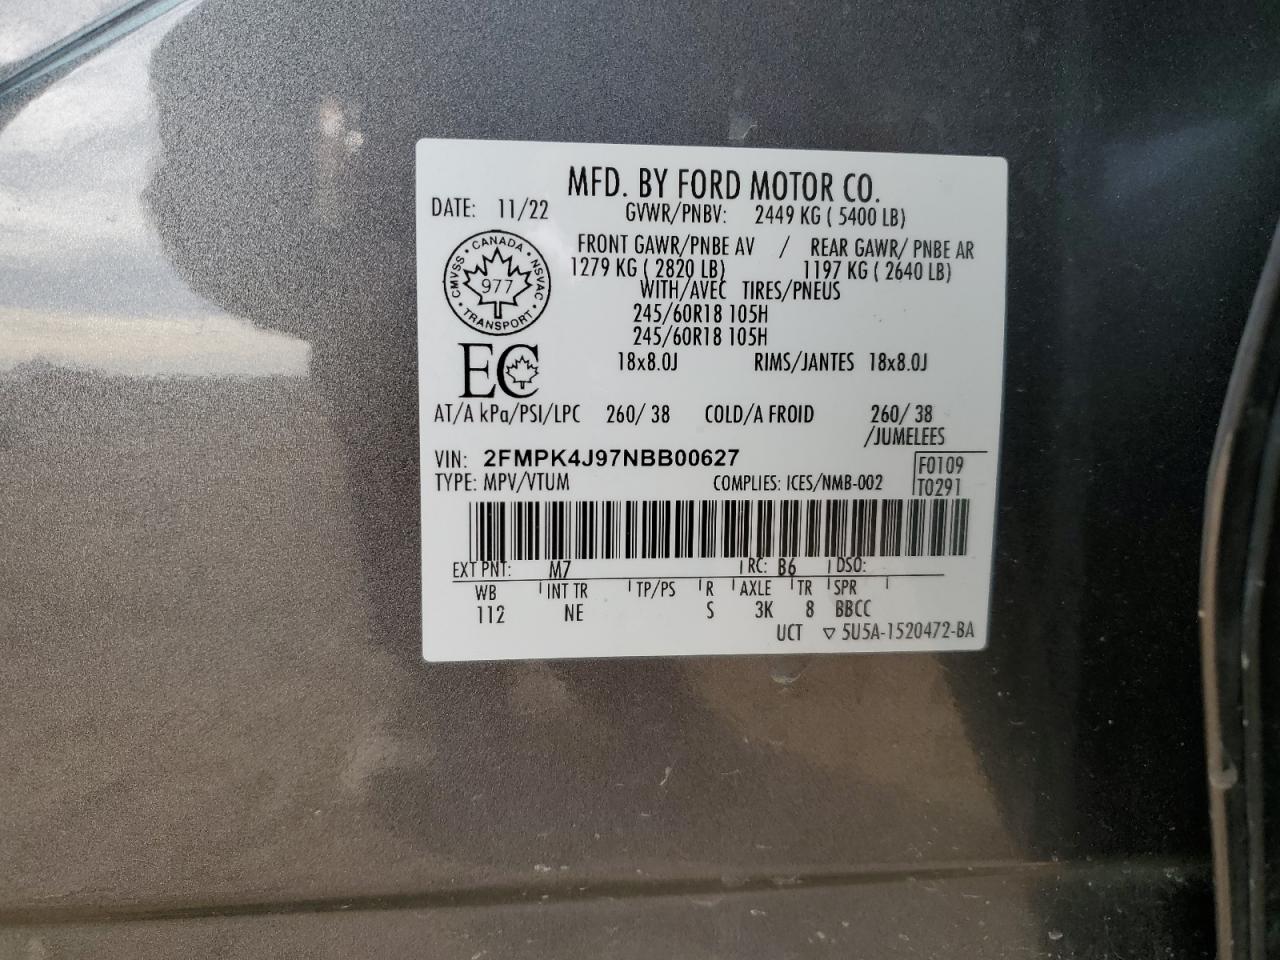 MFD. BY FORD MOTOR CO.
DATE: 11/22 GVWR/PNBV: 2449 KG ( 5400 LB)
FRONT GAWR/PNBE AV / REAR GAWR/ PNBE AR
1279 KG ( 2820 LB) 1197 KG ( 2640 LB)
WITH/AVEC TIRES/PNEUS
245/60R18 105H
245/60R18 105H
CANADA • NSVAC • TRANSPORT • CMVSS •
977
EC
18x8.0J RIMS/JANTES 18x8.0J
AT/A kPa/PSI/LPC 260/ 38 COLD/A FROID 260/ 38
/JUMELEES
VIN: 2FMPK4J97NBB00627 F0109
TYPE: MPV/VTUM COMPLIES: ICES/NMB-002 T0291
EXT PNT: M7 RC: B6 DSO:
WB INT TR TP/PS R AXLE TR SPR
112 NE S 3K 8 BBCC
UCT ▽ 5U5A-1520472-BA